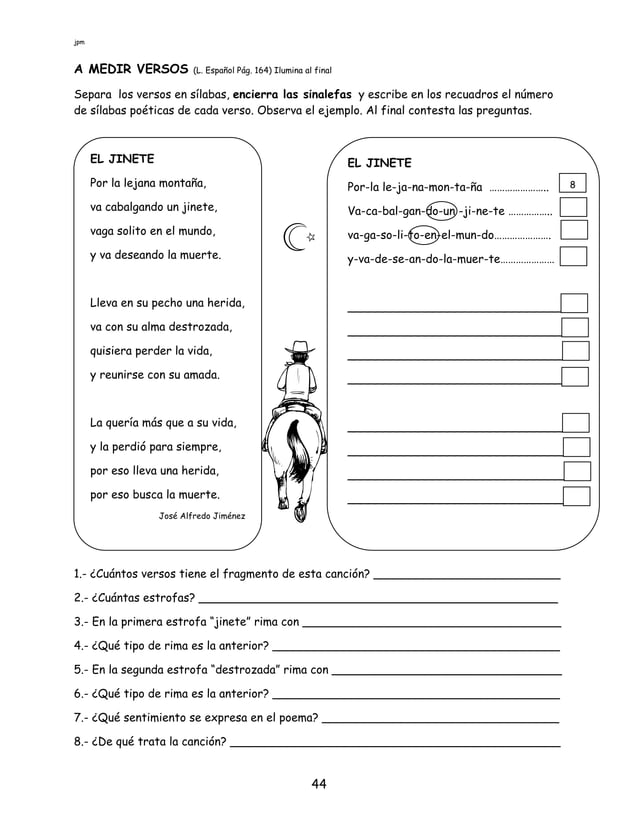 jpm
A MEDIR VERSOS (L. Español Pág. 164) Ilumina al final
Separa los versos en sílabas, encierra las sinalefas y escribe en los recuadros el número
de sílabas poéticas de cada verso. Observa el ejemplo. Al final contesta las preguntas.
EL JINETE
Por la lejana montaña,
va cabalgando un jinete,
vaga solito en el mundo,
y va deseando la muerte.
Lleva en su pecho una herida,
va con su alma destrozada,
quisiera perder la vida,
y reunirse con su amada.
La quería más que a su vida,
y la perdió para siempre,
por eso lleva una herida,
por eso busca la muerte.
José Alfredo Jiménez
EL JINETE
Por-la le-ja-na-mon-ta-ña ………………….. 8
Va-ca-bal-gan-do-un-ji-ne-te ……………..
va-ga-so-li-to-en-el-mun-do………………….
y-va-de-se-an-do-la-muer-te…………………
1.- ¿Cuántos versos tiene el fragmento de esta canción? ____________________________
2.- ¿Cuántas estrofas? ____________________________
3.- En la primera estrofa “jinete” rima con ____________________________
4.- ¿Qué tipo de rima es la anterior? ____________________________
5.- En la segunda estrofa “destrozada” rima con ____________________________
6.- ¿Qué tipo de rima es la anterior? ____________________________
7.- ¿Qué sentimiento se expresa en el poema? ____________________________
8.- ¿De qué trata la canción? ____________________________
44